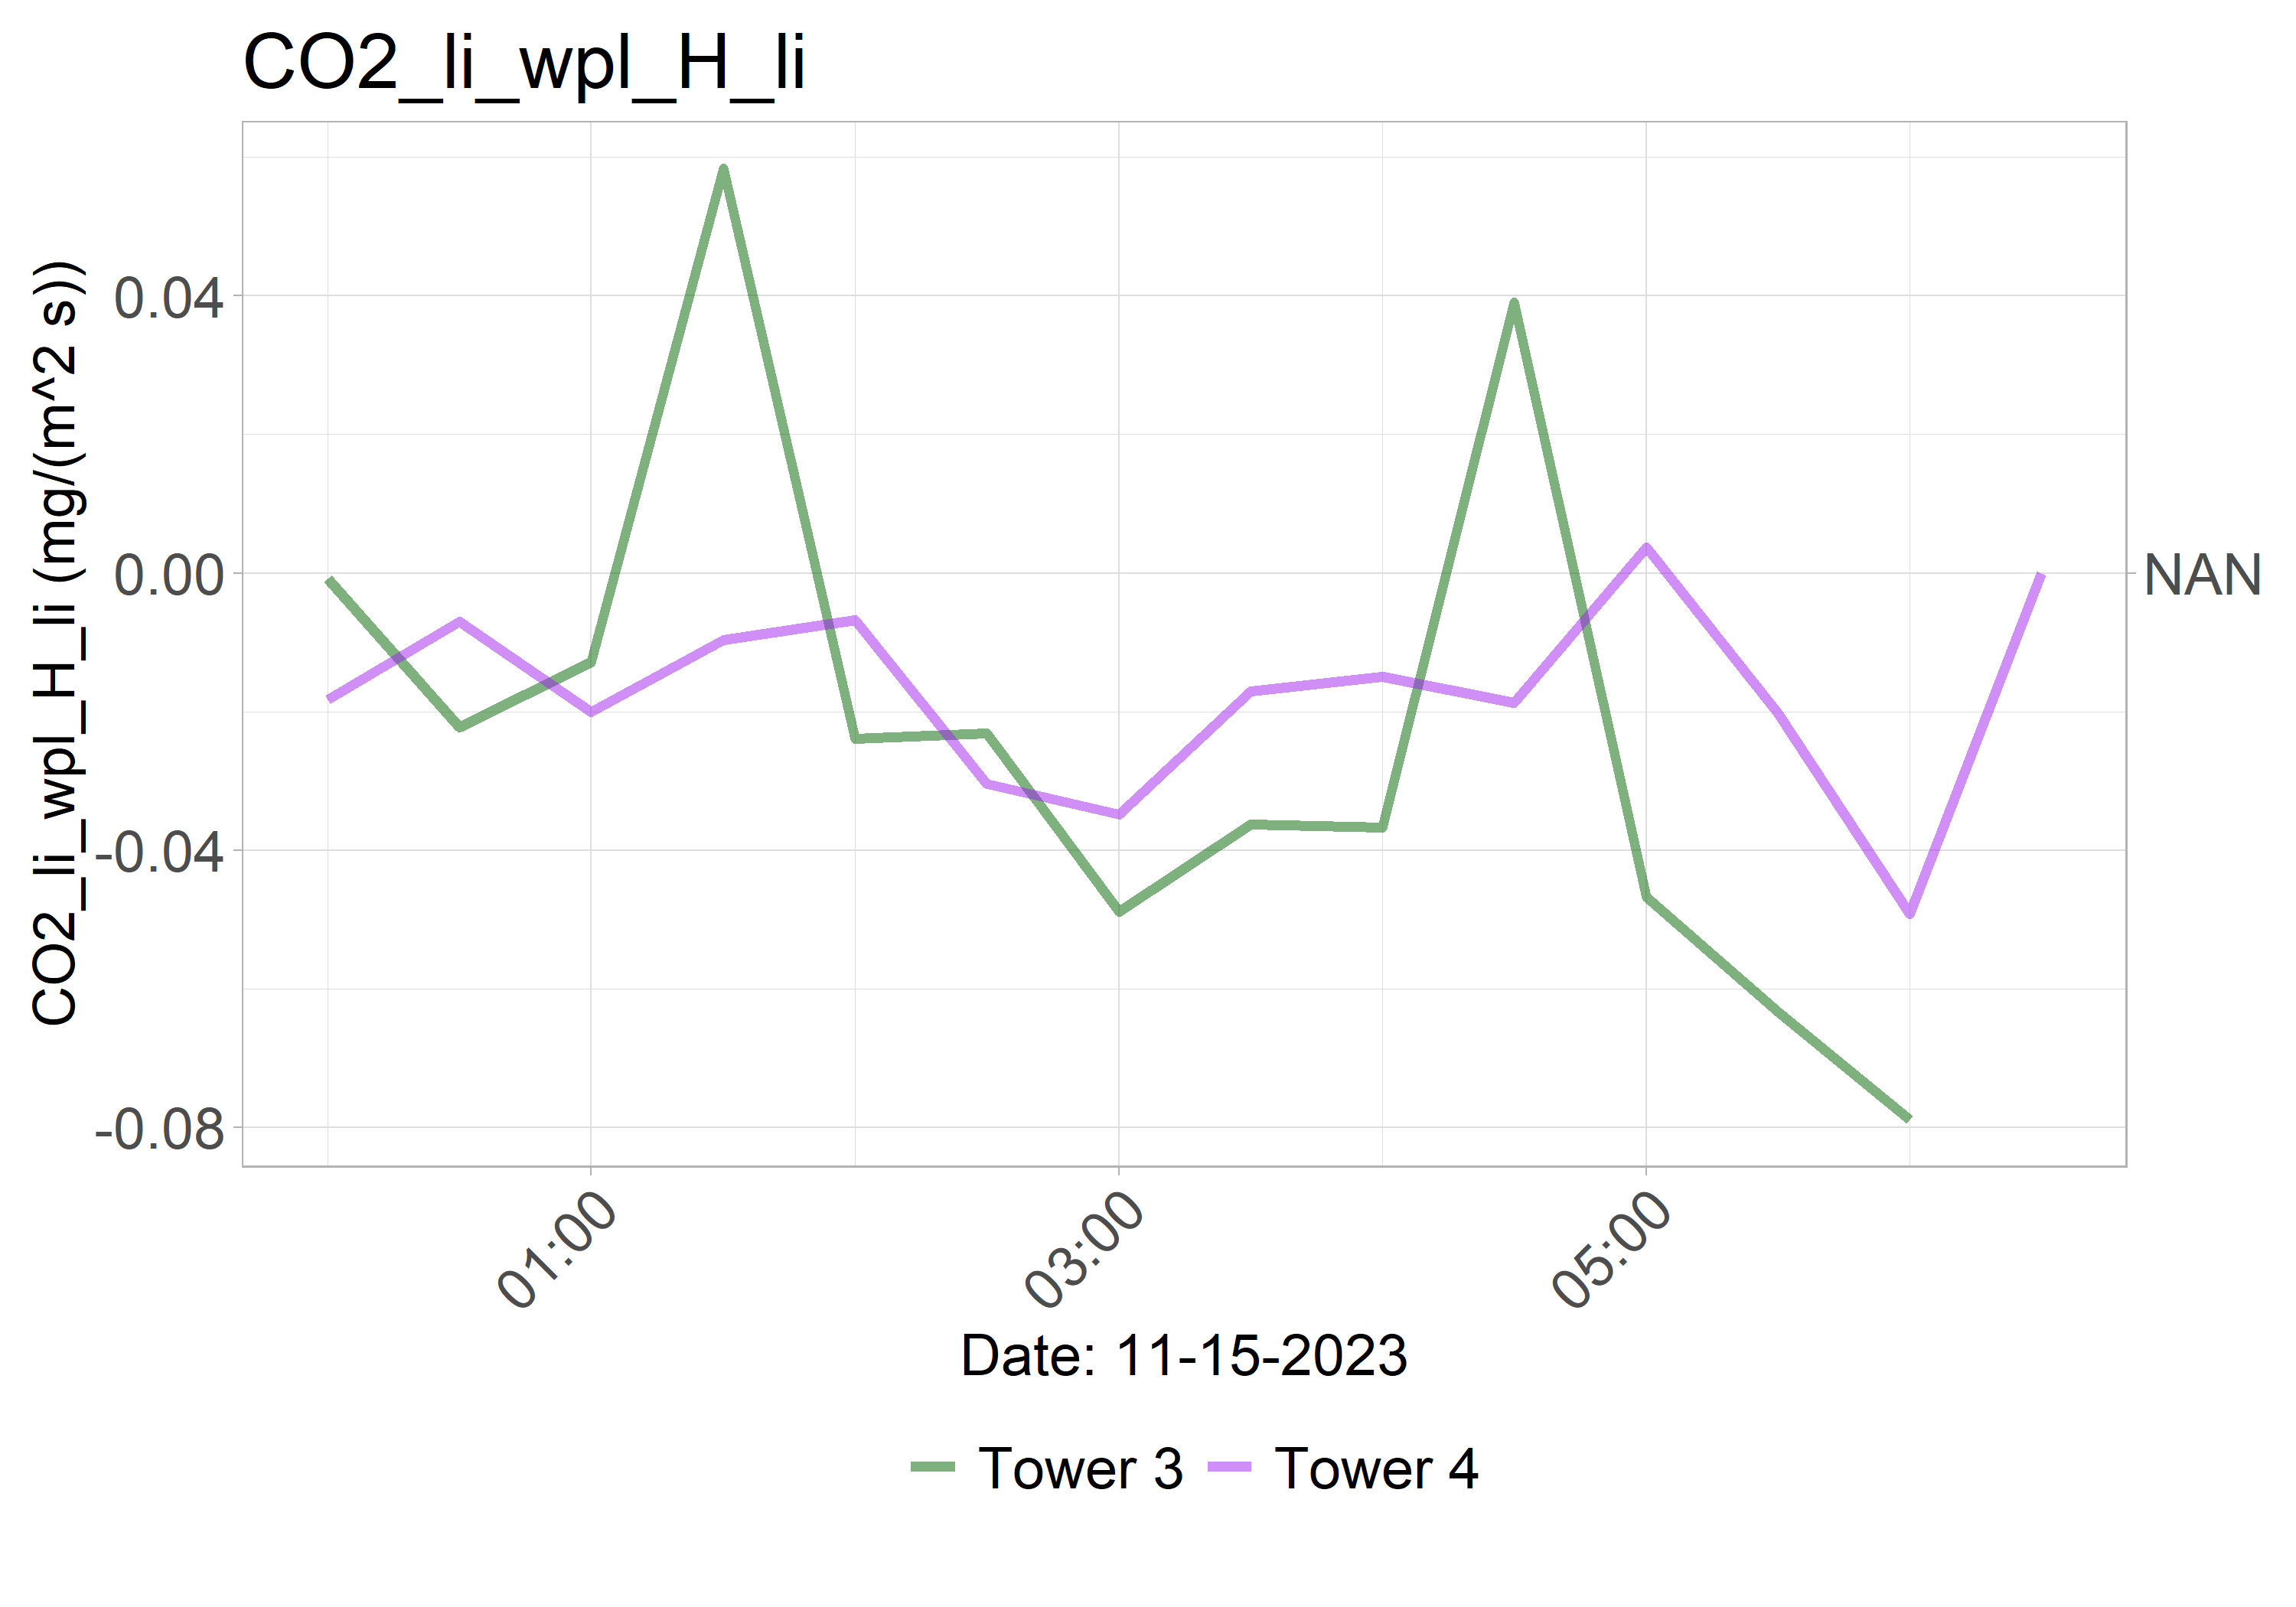 CO2_li_wpl_H_li
CO2_li_wpl_H_li (mg/(m^2 s))
0.04
0.00
-0.04
-0.08
NAN
01:00
03:00
05:00
Date: 11-15-2023
Tower 3
Tower 4